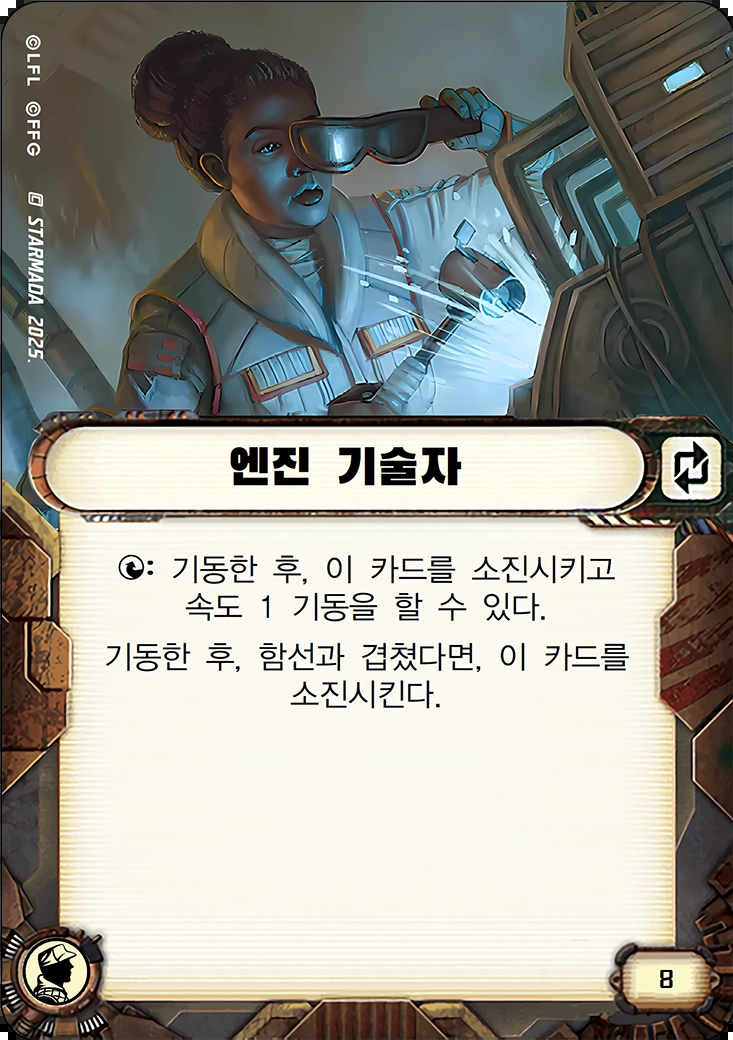 ©LFL ©FFG
STARMADA 2025.
엔진 기술자
: 기동한 후, 이 카드를 소진시키고
속도 1 기동을 할 수 있다.
기동한 후, 함선과 겹쳤다면, 이 카드를
소진시킨다.
8